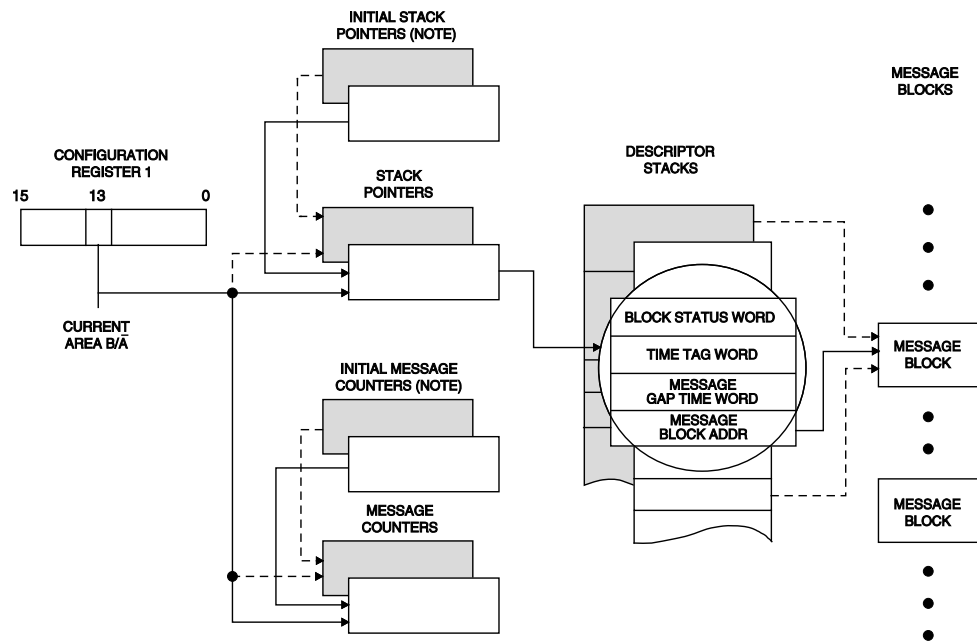 INITIAL STACK
POINTERS (NOTE)
MESSAGE
BLOCKS
CONFIGURATION
REGISTER 1
15 13 0
STACK
POINTERS
DESCRIPTOR
STACKS
CURRENT
AREA B/A̅
BLOCK STATUS WORD
TIME TAG WORD
MESSAGE
GAP TIME WORD
MESSAGE
BLOCK ADDR
MESSAGE
BLOCK
INITIAL MESSAGE
COUNTERS (NOTE)
MESSAGE
COUNTERS
MESSAGE
BLOCK